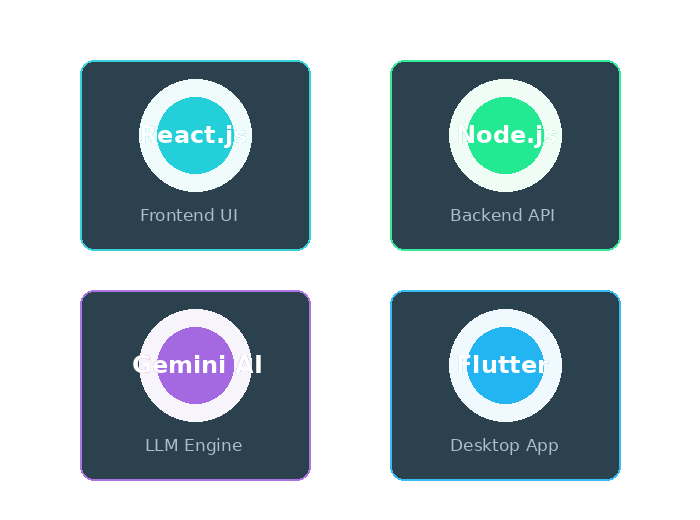 React.js
Node.js
Frontend UI
Backend API
Gemini AI
Flutter
LLM Engine
Desktop App